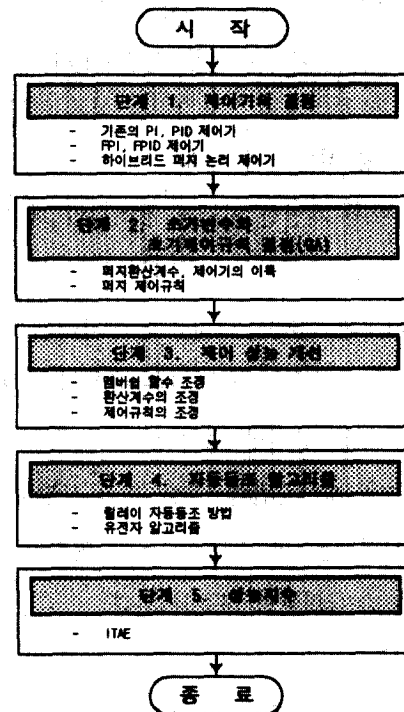 시 작
단계 1. 제어기의 결정
- 기존의 PI, PID 제어기
- FPI, FPID 제어기
- 하이브리드 퍼지 논리 제어기
단계 2. 초기변수와
초기제어규칙 결정(GA)
- 퍼지환산계수, 제어기의 이득
- 퍼지 제어규칙
단계 3. 제어 성능 개선
- 멤버쉽 함수 조정
- 환산계수의 조정
- 제어규칙의 조정
단계 4. 자동동조 알고리즘
- 릴레이 자동동조 방법
- 유전자 알고리즘
단계 5. 성능지수
- ITAE
종 료